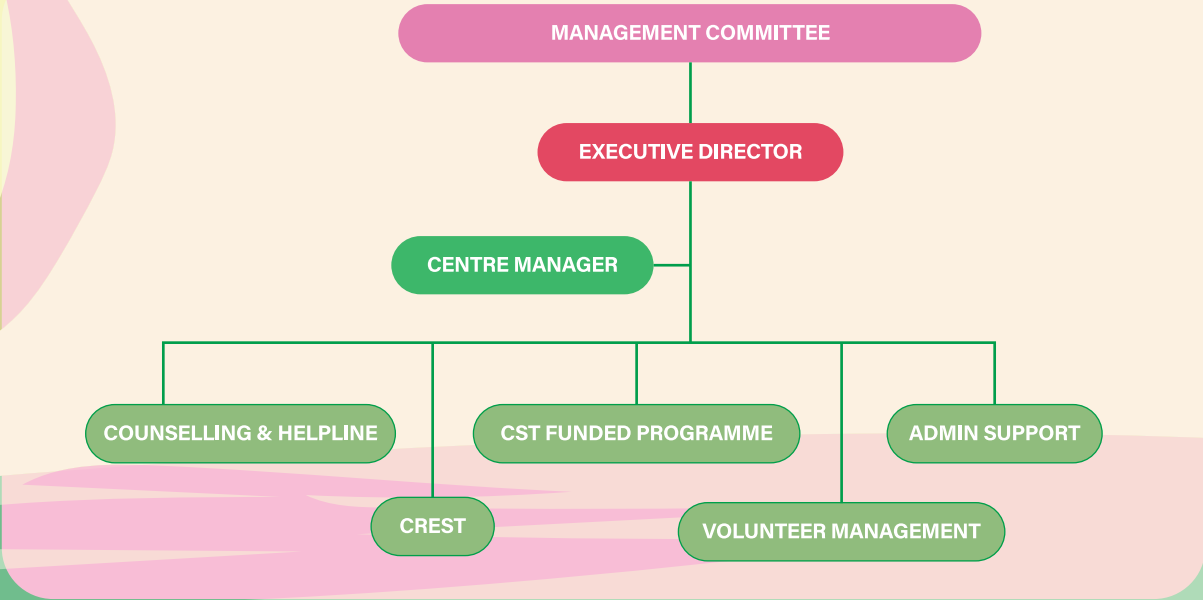 MANAGEMENT COMMITTEE
EXECUTIVE DIRECTOR
CENTRE MANAGER
COUNSELLING & HELPLINE
CST FUNDED PROGRAMME
ADMIN SUPPORT
CREST
VOLUNTEER MANAGEMENT